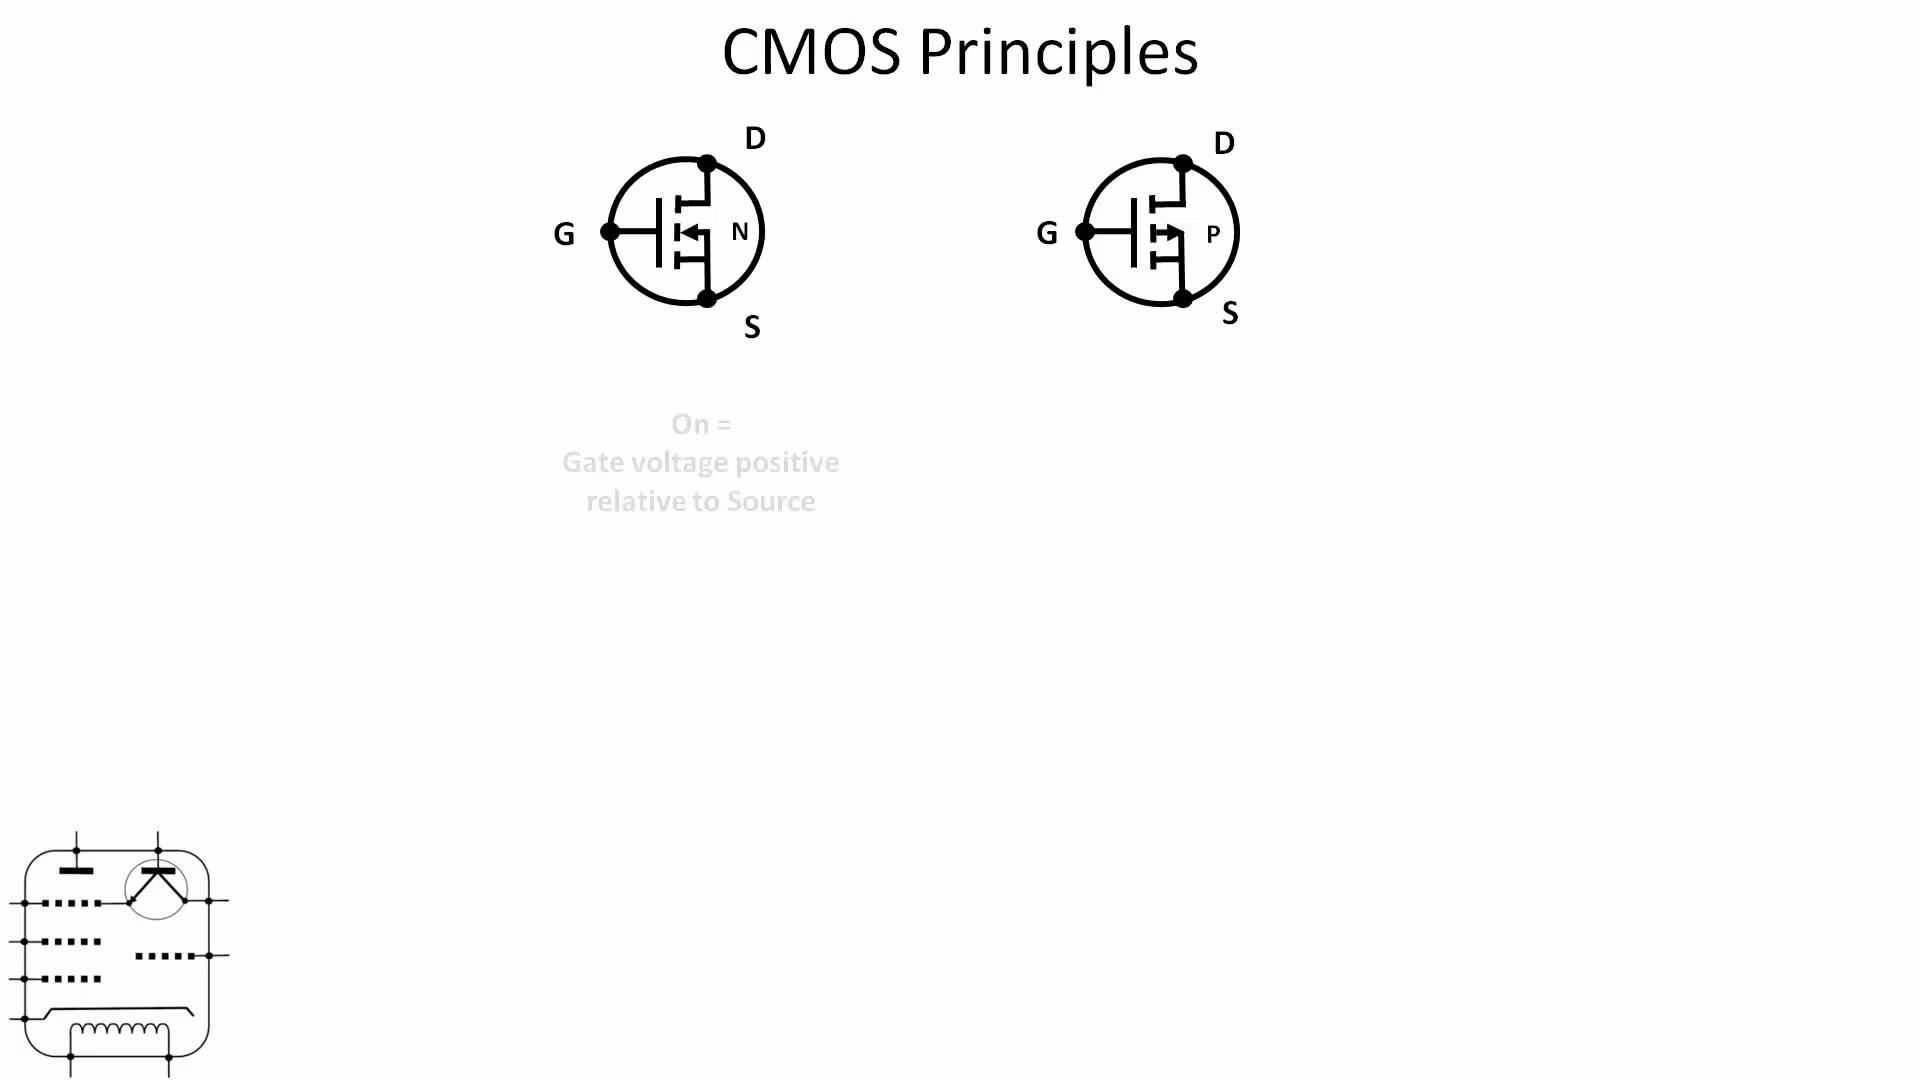 CMOS Principles
D
D
G
N
G
P
S
S
On =
Gate voltage positive
relative to Source